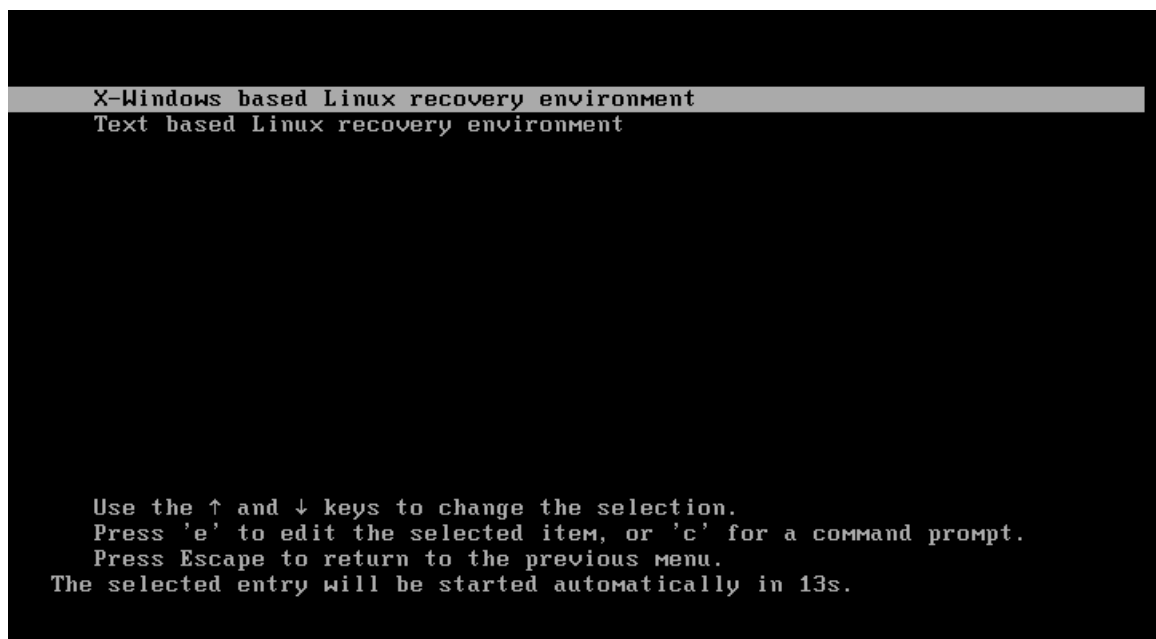 X-Windows based Linux recovery environment
Text based Linux recovery environment
Use the ↑ and ↓ keys to change the selection.
Press 'e' to edit the selected item, or 'c' for a command prompt.
Press Escape to return to the previous menu.
The selected entry will be started automatically in 13s.